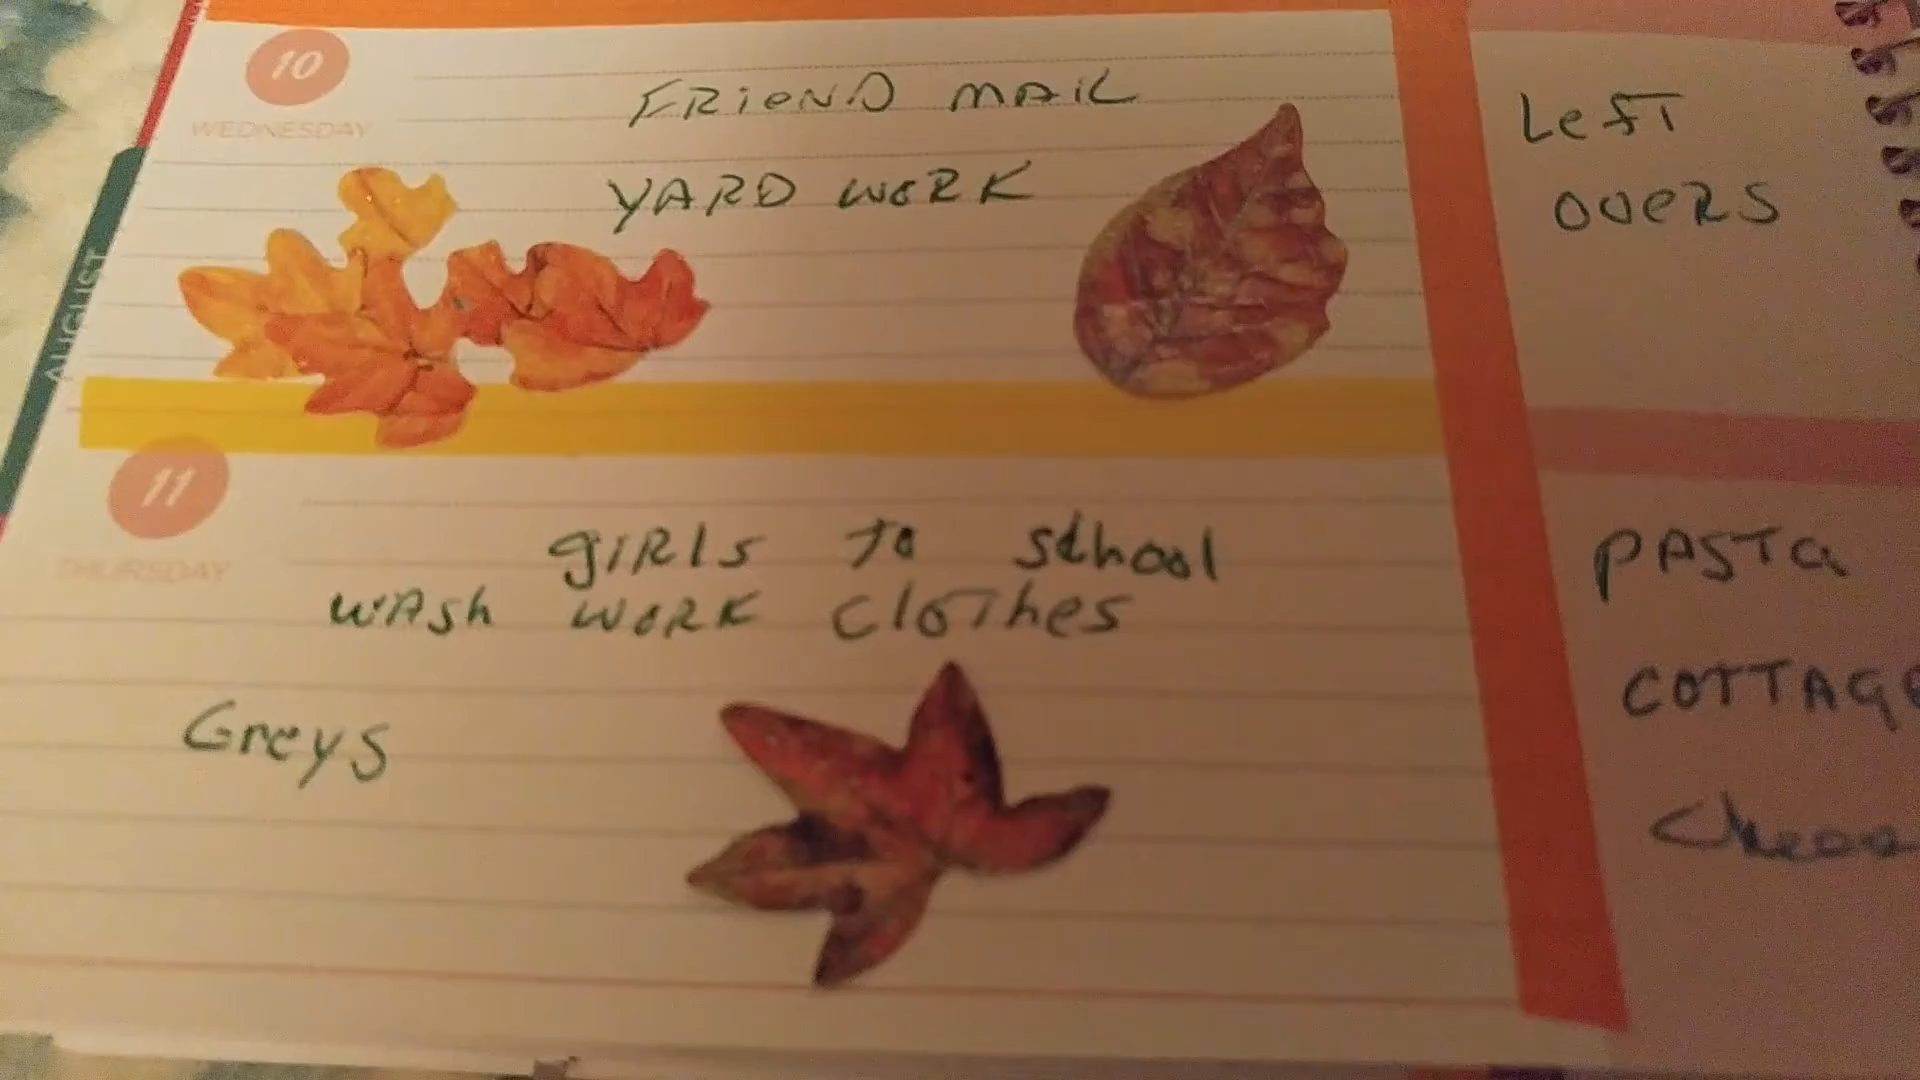 10
WEDNESDAY
FRieND MAiL
YARD WORK
LefT
OVeRS
AUGUST
11
THURSDAY
giRls To school
WASh WORK CloThes
Greys
PASTa
COTTAGe